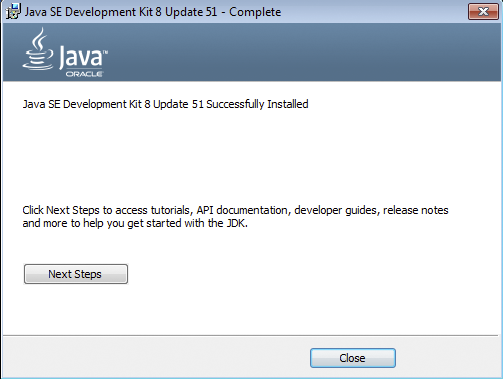 Java SE Development Kit 8 Update 51 - Complete
Java™
ORACLE
Java SE Development Kit 8 Update 51 Successfully Installed
Click Next Steps to access tutorials, API documentation, developer guides, release notes
and more to help you get started with the JDK.
Next Steps
Close